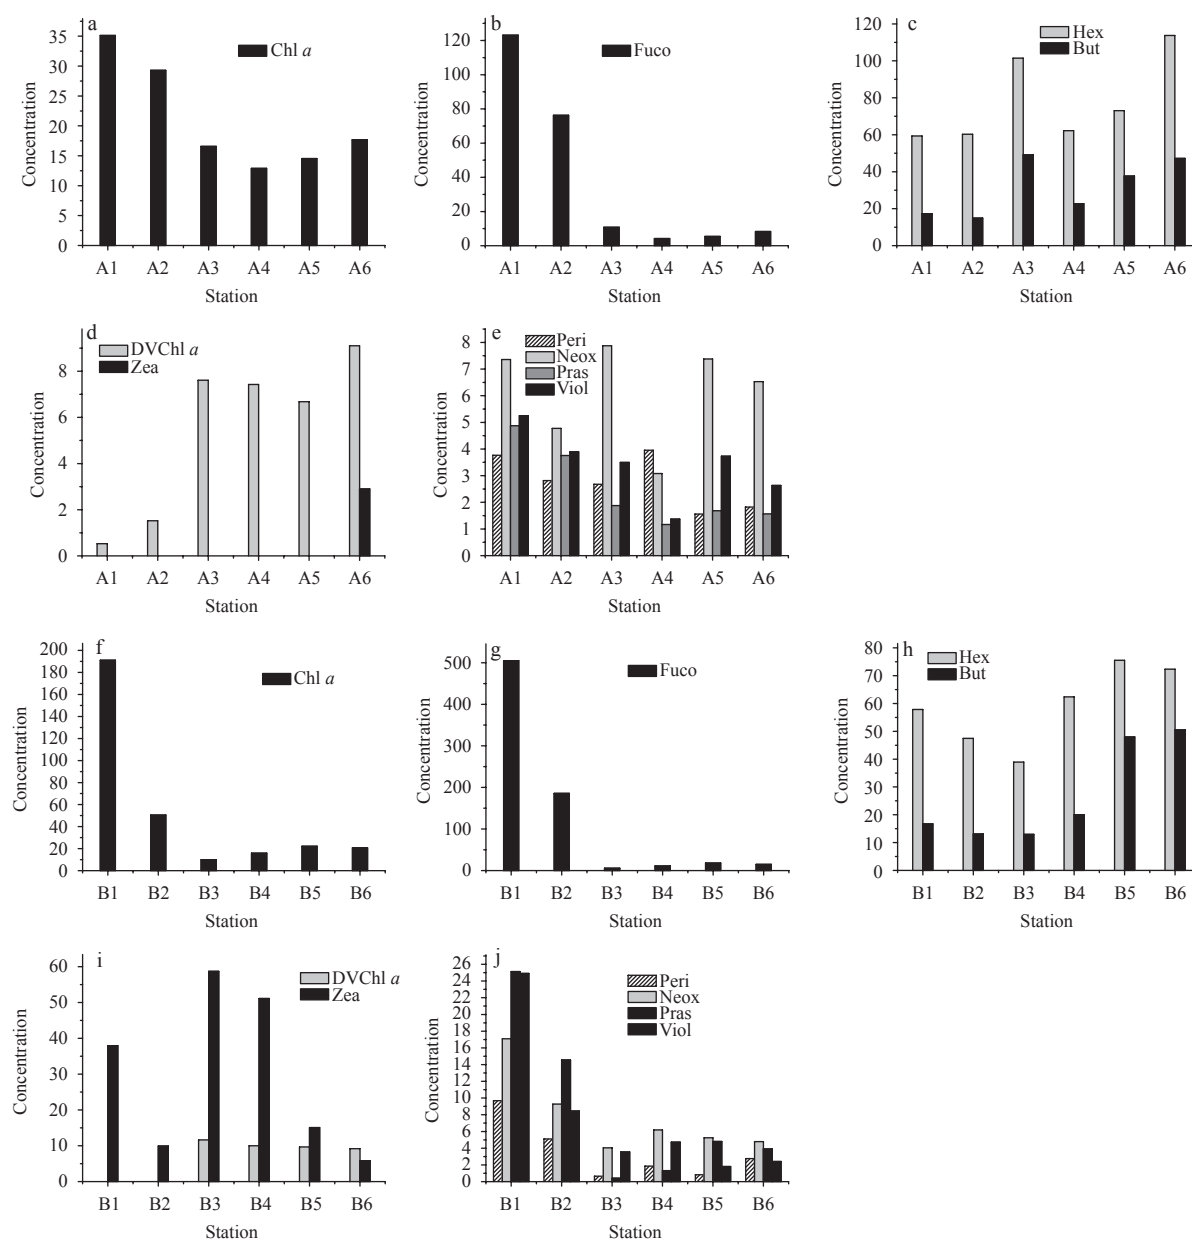 a
Chl a
35
30
25
20
15
10
5
0
Concentration
A1 A2 A3 A4 A5 A6
Station
b
Fuco
120
100
80
60
40
20
0
Concentration
A1 A2 A3 A4 A5 A6
Station
c
Hex
But
120
100
80
60
40
20
0
Concentration
A1 A2 A3 A4 A5 A6
Station
d
DVChl a
Zea
8
6
4
2
0
Concentration
A1 A2 A3 A4 A5 A6
Station
e
Peri
Neox
Pras
Viol
8
7
6
5
4
3
2
1
0
Concentration
A1 A2 A3 A4 A5 A6
Station
f
Chl a
200
180
160
140
120
100
80
60
40
20
0
Concentration
B1 B2 B3 B4 B5 B6
Station
g
Fuco
500
400
300
200
100
0
Concentration
B1 B2 B3 B4 B5 B6
Station
h
Hex
But
80
70
60
50
40
30
20
10
0
Concentration
B1 B2 B3 B4 B5 B6
Station
i
DVChl a
Zea
60
50
40
30
20
10
0
Concentration
B1 B2 B3 B4 B5 B6
Station
j
Peri
Neox
Pras
Viol
26
24
22
20
18
16
14
12
10
8
6
4
2
0
Concentration
B1 B2 B3 B4 B5 B6
Station